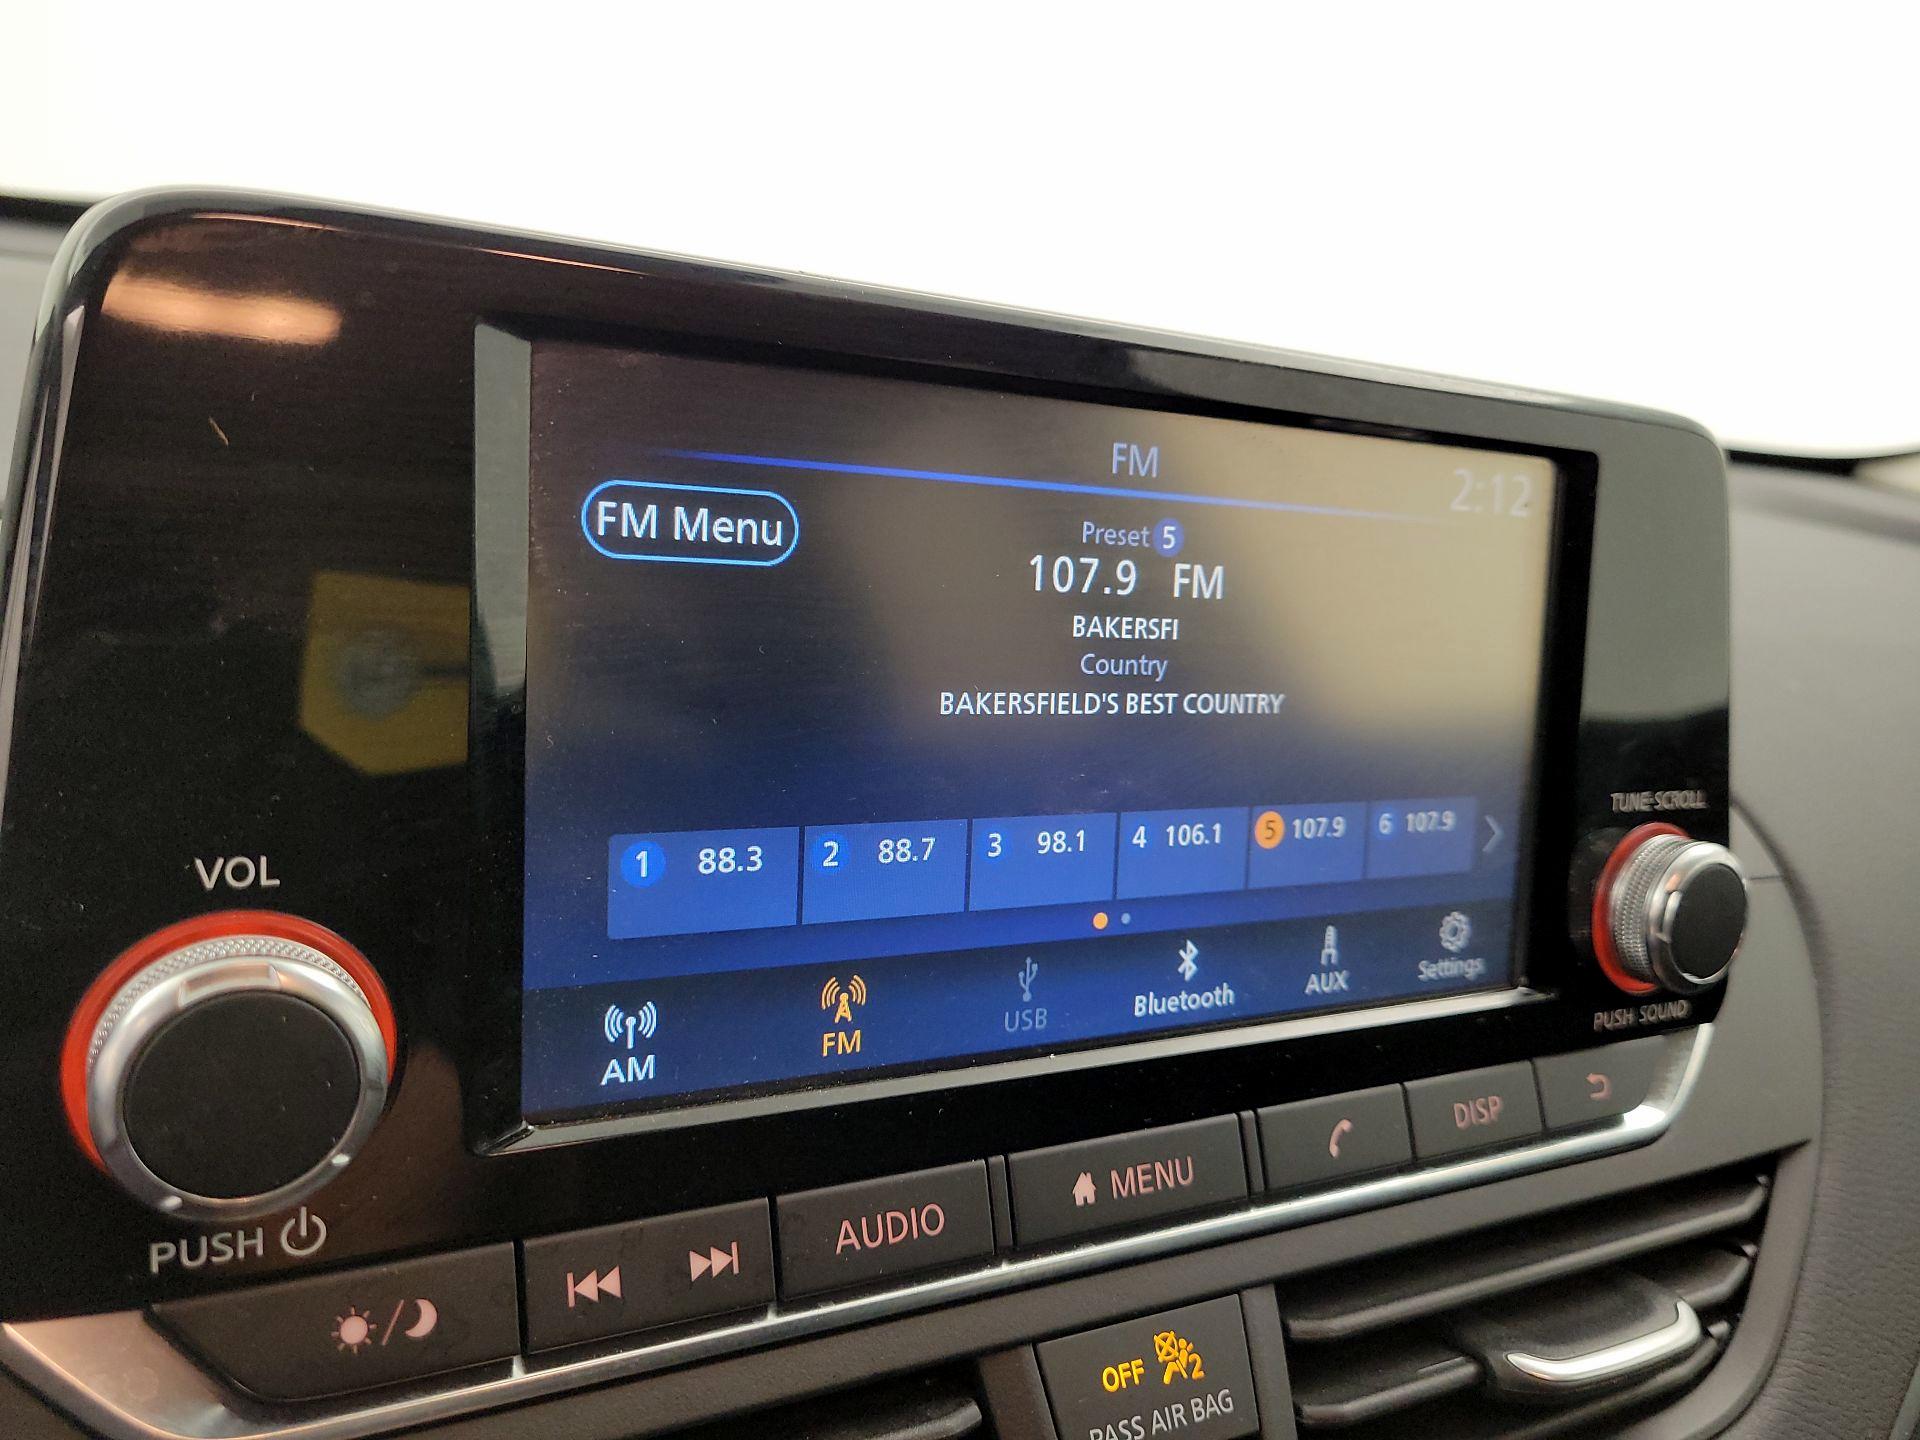 FM
2:12
FM Menu
Preset 5
107.9 FM
BAKERSFI
Country
BAKERSFIELD'S BEST COUNTRY
1 88.3 2 88.7 3 98.1 4 106.1 5 107.9 6 107.9
AM FM USB Bluetooth AUX Settings
VOL
PUSH
TUNE·SCROLL
PUSH SOUND
AUDIO MENU DISP
OFF 2
PASS AIR BAG